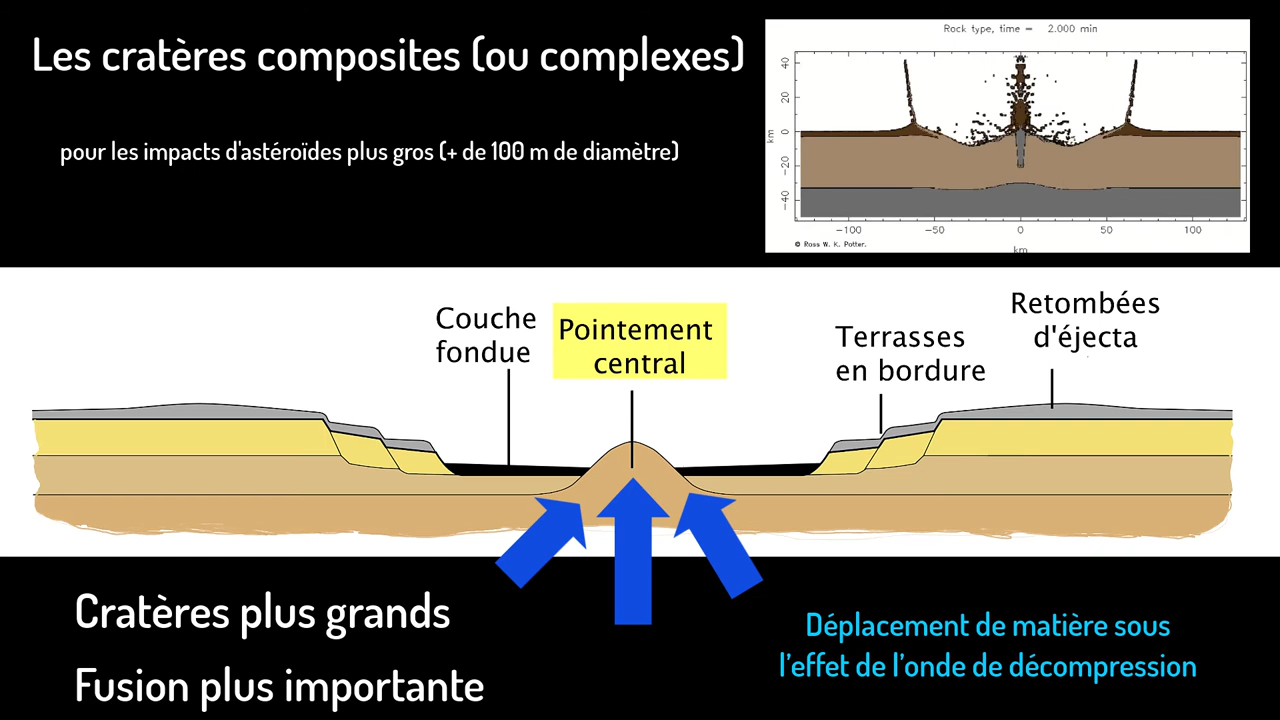 Les cratères composites (ou complexes)
pour les impacts d'astéroïdes plus gros (+ de 100 m de diamètre)
Rock type, time = 2.000 min
km
40
20
0
-20
-40
-100
-50
0
50
100
km
© Ross W. K. Potter.
Couche
fondue
Pointement
central
Terrasses
en bordure
Retombées
d'éjecta
Cratères plus grands
Fusion plus importante
Déplacement de matière sous
l'effet de l'onde de décompression